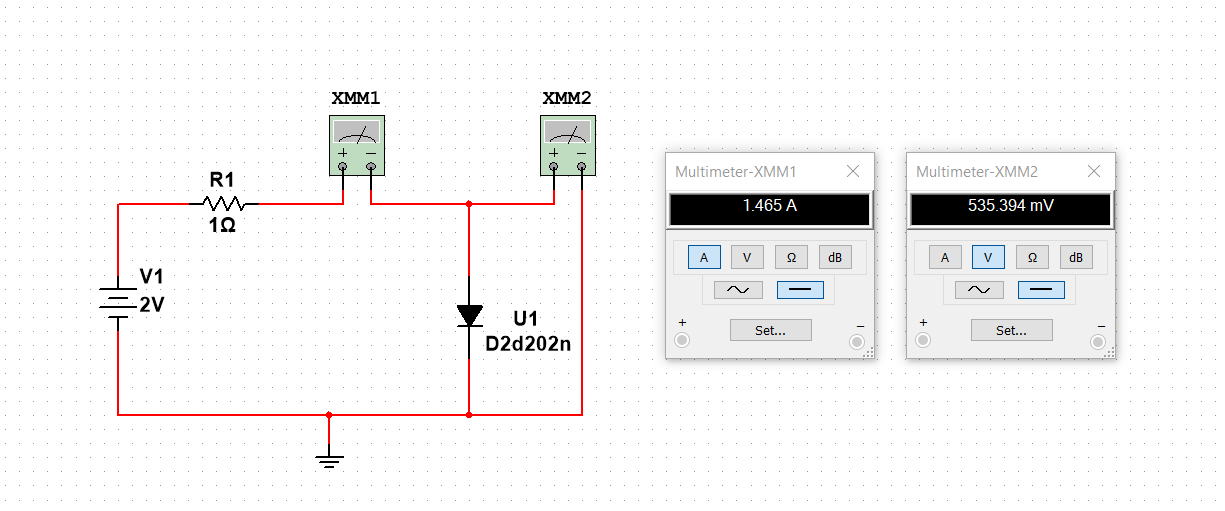 XMM1
XMM2
R1
1Ω
V1
2V
U1
D2d202n
+ −
+ −
Multimeter-XMM1
1.465 A
A V Ω dB
Set...
+ −
Multimeter-XMM2
535.394 mV
A V Ω dB
Set...
+ −